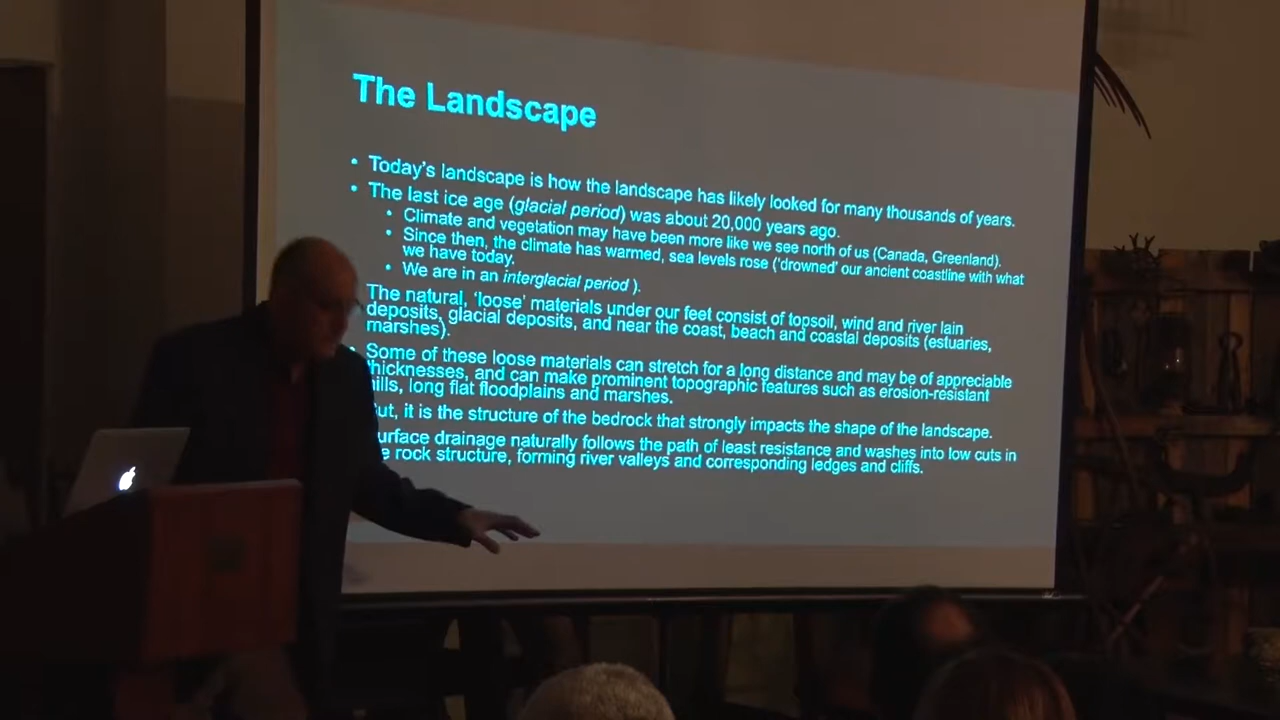 The Landscape
• Today's landscape is how the landscape has likely looked for many thousands of years.
• The last ice age (glacial period) was about 20,000 years ago.
• Climate and vegetation may have been more like we see north of us (Canada, Greenland).
• Since then, the climate has warmed, sea levels rose ('drowned' our ancient coastline with what
we have today.
• We are in an interglacial period ).
The natural, 'loose' materials under our feet consist of topsoil, wind and river lain
deposits, glacial deposits, and near the coast, beach and coastal deposits (estuaries,
marshes).
• Some of these loose materials can stretch for a long distance and may be of appreciable
thicknesses, and can make prominent topographic features such as erosion-resistant
hills, long flat floodplains and marshes.
ut, it is the structure of the bedrock that strongly impacts the shape of the landscape.
urface drainage naturally follows the path of least resistance and washes into low cuts in
e rock structure, forming river valleys and corresponding ledges and cliffs.